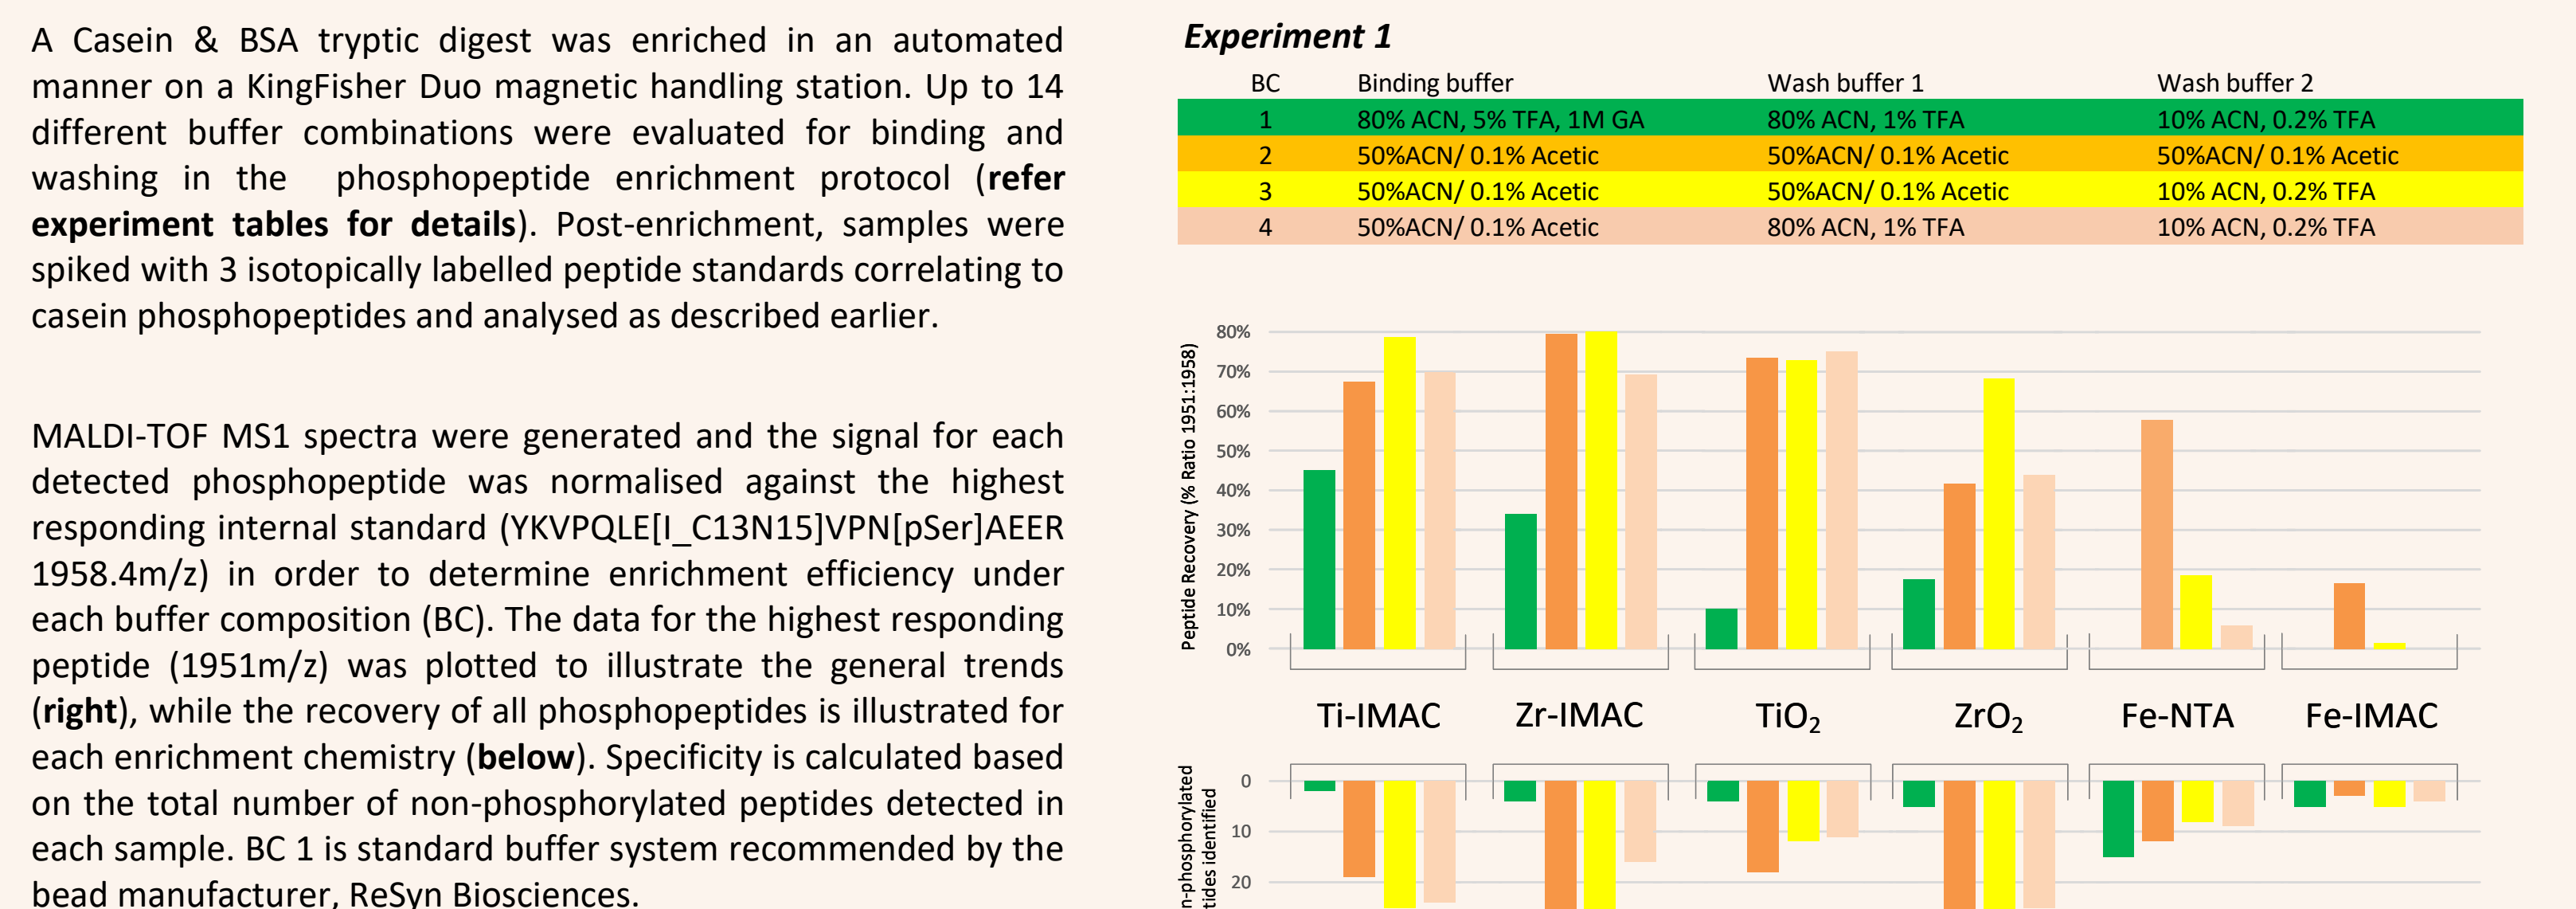 A Casein & BSA tryptic digest was enriched in an automated
manner on a KingFisher Duo magnetic handling station. Up to 14
different buffer combinations were evaluated for binding and
washing in the phosphopeptide enrichment protocol (refer
experiment tables for details). Post-enrichment, samples were
spiked with 3 isotopically labelled peptide standards correlating to
casein phosphopeptides and analysed as described earlier.
MALDI-TOF MS1 spectra were generated and the signal for each
detected phosphopeptide was normalised against the highest
responding internal standard (YKVPQLE[I_C13N15]VPN[pSer]AEER
1958.4m/z) in order to determine enrichment efficiency under
each buffer composition (BC). The data for the highest responding
peptide (1951m/z) was plotted to illustrate the general trends
(right), while the recovery of all phosphopeptides is illustrated for
each enrichment chemistry (below). Specificity is calculated based
on the total number of non-phosphorylated peptides detected in
each sample. BC 1 is standard buffer system recommended by the
bead manufacturer, ReSyn Biosciences.
Experiment 1
BC Binding buffer Wash buffer 1 Wash buffer 2
1 80% ACN, 5% TFA, 1M GA 80% ACN, 1% TFA 10% ACN, 0.2% TFA
2 50%ACN/ 0.1% Acetic 50%ACN/ 0.1% Acetic 50%ACN/ 0.1% Acetic
3 50%ACN/ 0.1% Acetic 50%ACN/ 0.1% Acetic 10% ACN, 0.2% TFA
4 50%ACN/ 0.1% Acetic 80% ACN, 1% TFA 10% ACN, 0.2% TFA
Peptide Recovery (% Ratio 1951:1958)
80%
70%
60%
50%
40%
30%
20%
10%
0%
Ti-IMAC Zr-IMAC TiO₂ ZrO₂ Fe-NTA Fe-IMAC
n-phosphorylated
tides identified
0
10
20